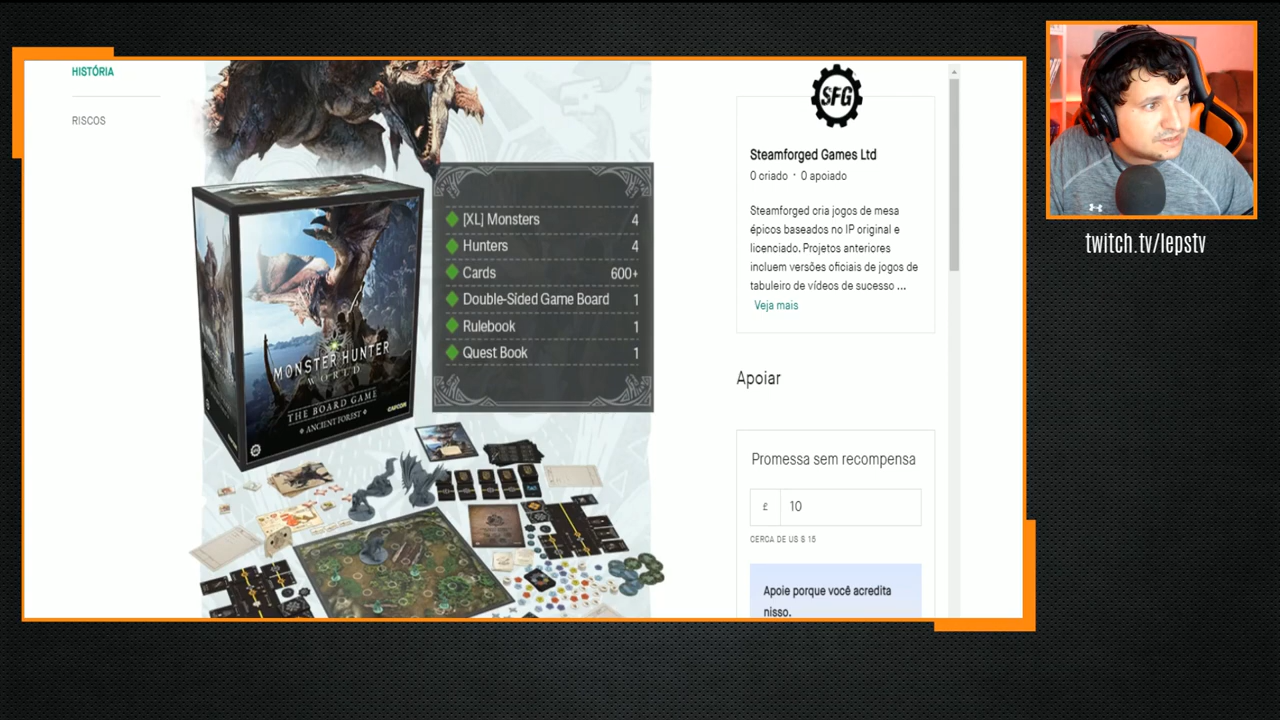 HISTÓRIA
RISCOS
MONSTER HUNTER
WORLD
THE BOARD GAME
ANCIENT FOREST
CAPCOM
[XL] Monsters 4
Hunters 4
Cards 600+
Double-Sided Game Board 1
Rulebook 1
Quest Book 1
SFG
Steamforged Games Ltd
0 criado · 0 apoiado
Steamforged cria jogos de mesa
épicos baseados no IP original e
licenciado. Projetos anteriores
incluem versões oficiais de jogos de
tabuleiro de vídeos de sucesso ...
Veja mais
Apoiar
Promessa sem recompensa
£ 10
CERCA DE US $ 15
Apoie porque você acredita
nisso.
twitch.tv/lepstv